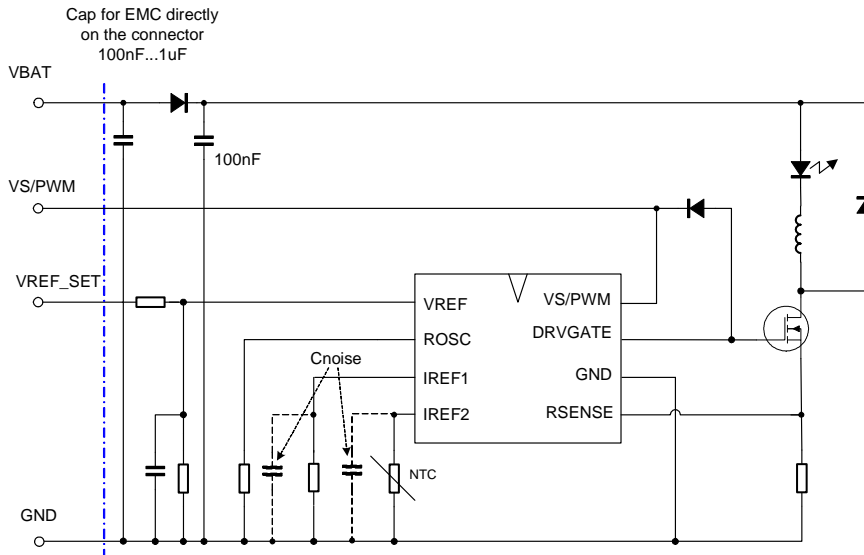 Cap for EMC directly
on the connector
100nF...1uF
VBAT
100nF
VS/PWM
VREF_SET
VREF
VS/PWM
ROSC
DRVGATE
Cnoise
IREF1
GND
IREF2
RSENSE
NTC
GND